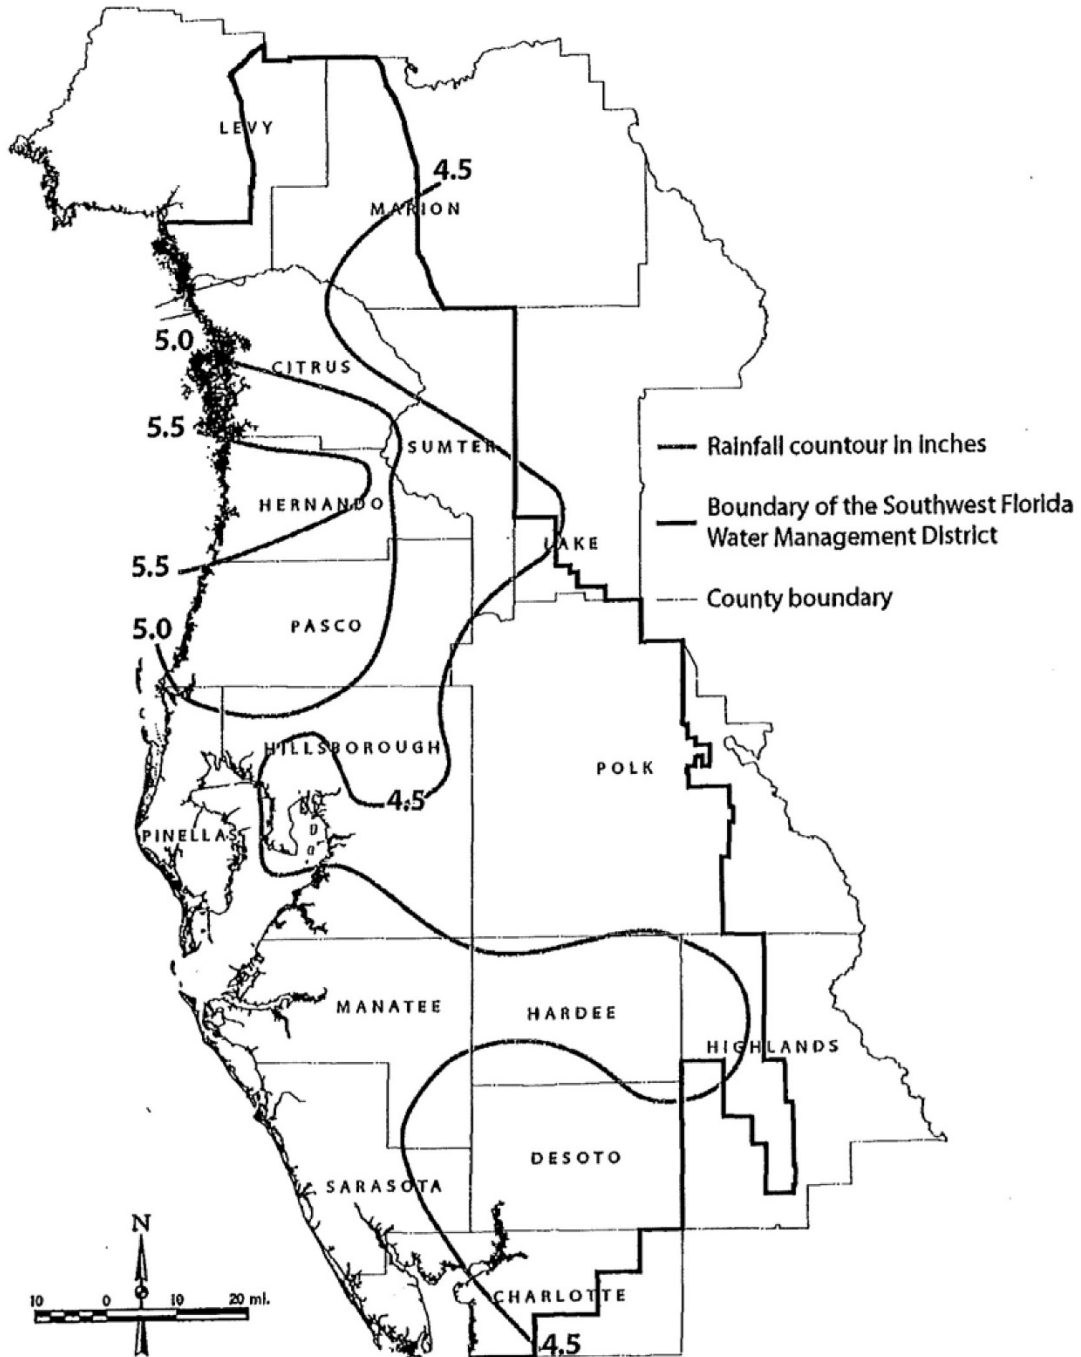 LEVY
4.5
MARION
5.0
CITRUS
5.5
SUMTER
Rainfall countour in inches
HERNANDO
Boundary of the Southwest Florida
Water Management District
LAKE
5.5
County boundary
5.0
PASCO
HILLSBOROUGH
POLK
4.5
PINELLAS
MANATEE
HARDEE
HIGHLANDS
DESOTO
SARASOTA
N
CHARLOTTE
10 0 10 20 mi.
4.5